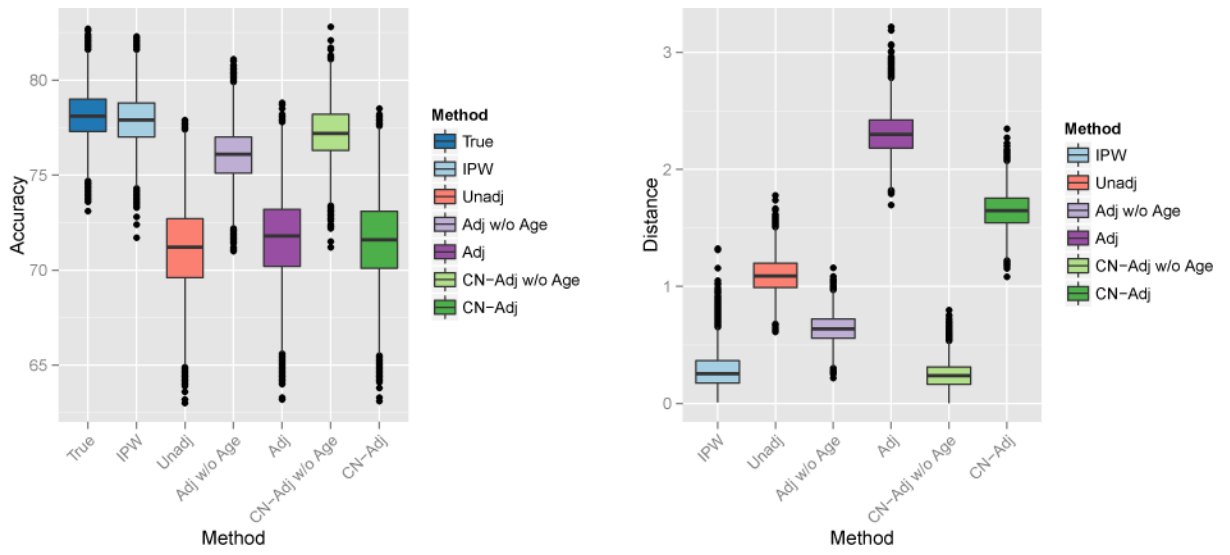 80
75
70
65
Accuracy
True
IPW
Unadj
Adj w/o Age
Adj
CN−Adj w/o Age
CN−Adj
Method
Method
True
IPW
Unadj
Adj w/o Age
Adj
CN−Adj w/o Age
CN−Adj
3
2
1
0
Distance
IPW
Unadj
Adj w/o Age
Adj
CN−Adj w/o Age
CN−Adj
Method
Method
IPW
Unadj
Adj w/o Age
Adj
CN−Adj w/o Age
CN−Adj